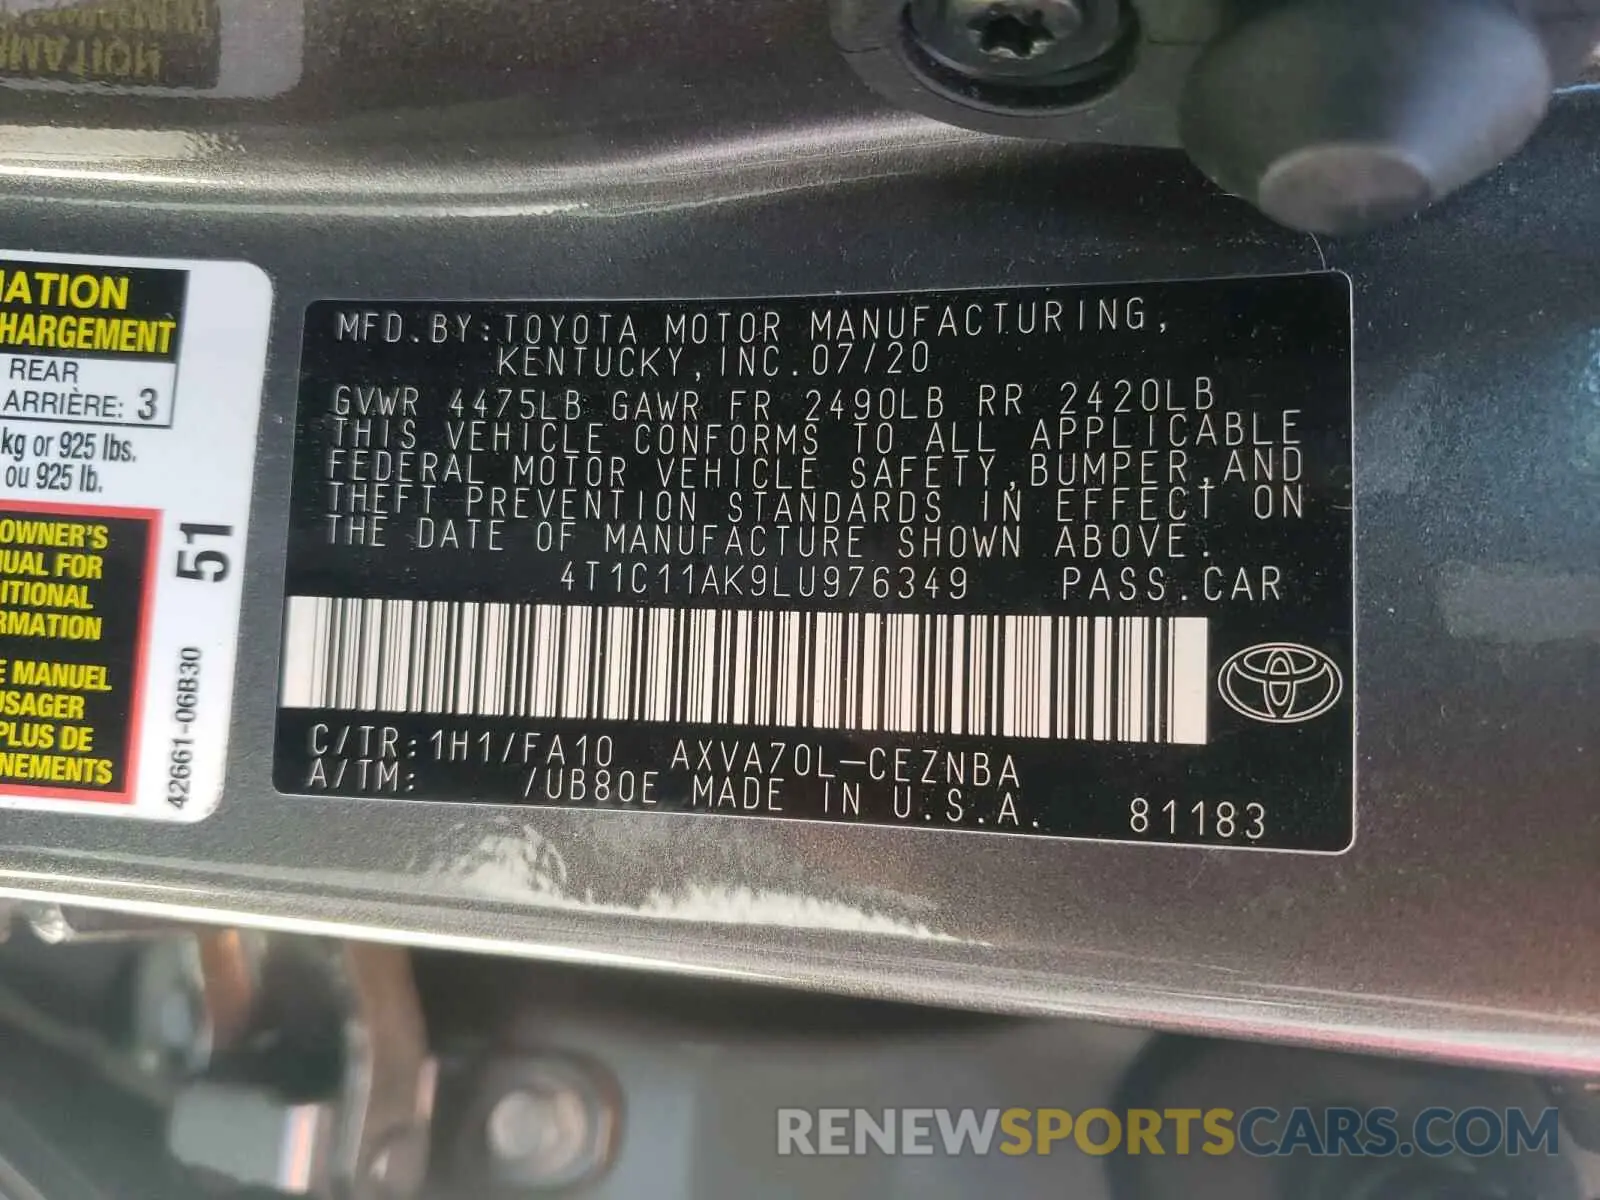 MATION
IATION
HARGEMENT
REAR
ARRIÈRE: 3
kg or 925 lbs.
ou 925 lb.
OWNER'S
UAL FOR
ITIONAL
RMATION
E MANUEL
USAGER
PLUS DE
NEMENTS
51
42661-06B30
MFD. BY: TOYOTA MOTOR MANUFACTURING,
KENTUCKY, INC. 07/20
GVWR 4475LB GAWR FR 2490LB RR 2420LB
THIS VEHICLE CONFORMS TO ALL APPLICABLE
FEDERAL MOTOR VEHICLE SAFETY, BUMPER, AND
THEFT PREVENTION STANDARDS IN EFFECT ON
THE DATE OF MANUFACTURE SHOWN ABOVE.
4T1C11AK9LU976349 PASS. CAR
C/TR: 1H1/FA10 AXVA70L-CEZNBA
A/TM: /UB80E MADE IN U.S.A. 81183
RENEWSPORTSCARS.COM